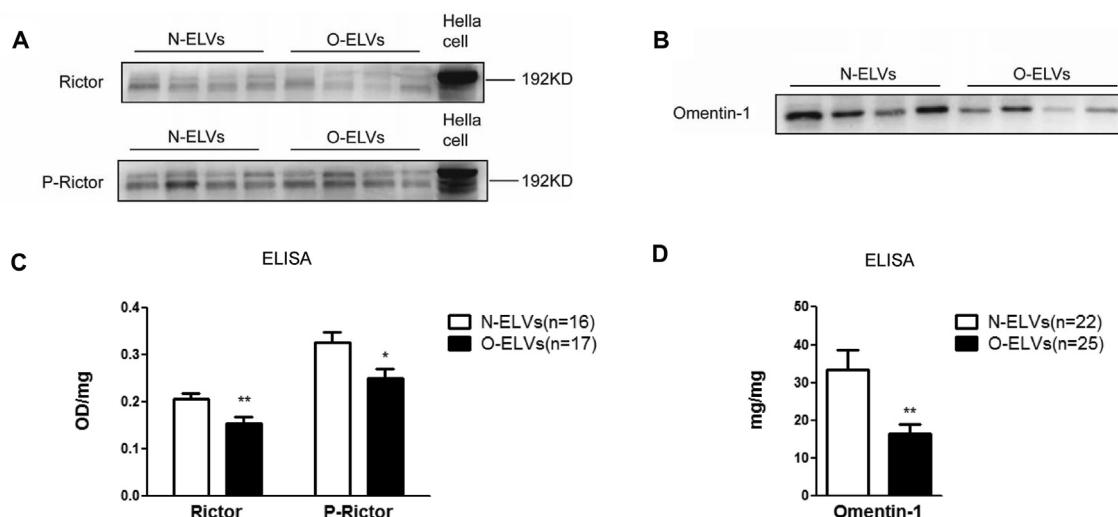 A
N-ELVs
O-ELVs
Hella
cell
Rictor
192KD
N-ELVs
O-ELVs
Hella
cell
P-Rictor
192KD
B
N-ELVs
O-ELVs
Omentin-1
C
ELISA
OD/mg
0.4
0.3
0.2
0.1
0.0
**
*
Rictor
P-Rictor
N-ELVs(n=16)
O-ELVs(n=17)
D
ELISA
mg/mg
50
40
30
20
10
0
**
Omentin-1
N-ELVs(n=22)
O-ELVs(n=25)